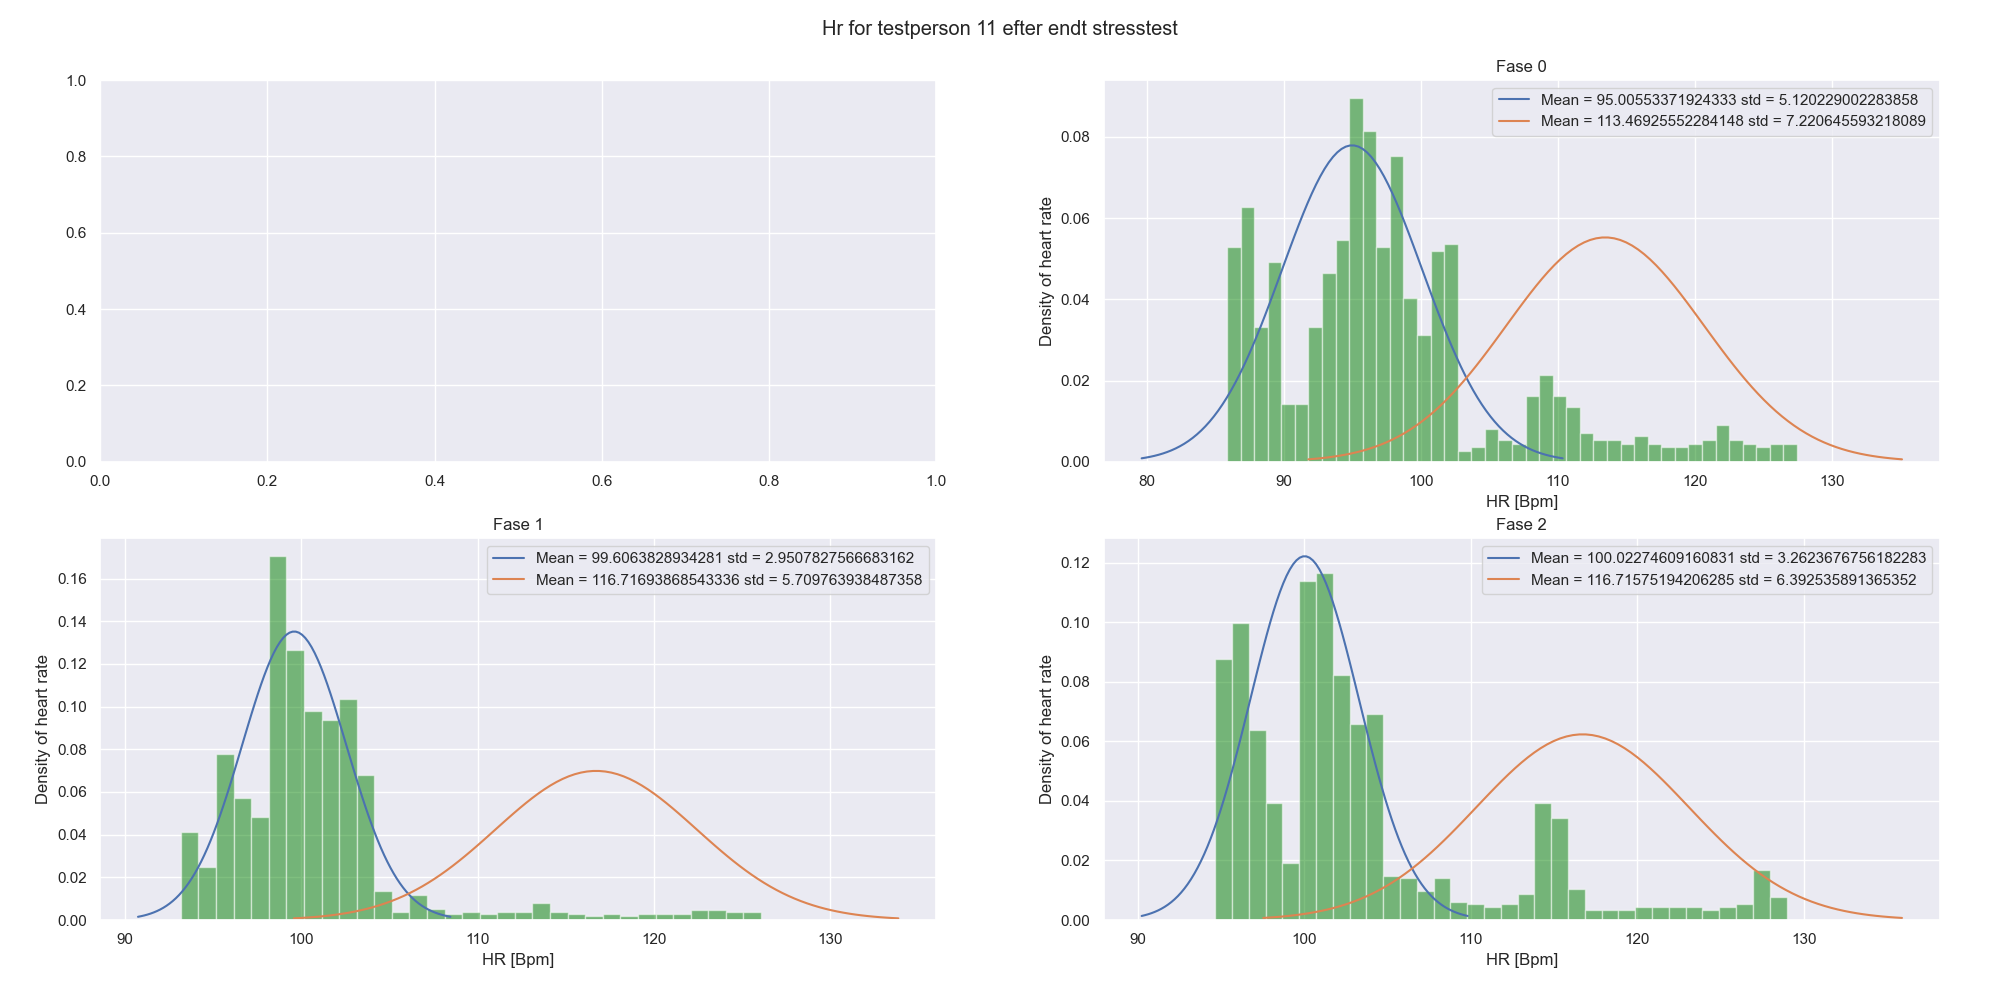 Hr for testperson 11 efter endt stresstest
1.0
0.8
0.6
0.4
0.2
0.0
0.0 0.2 0.4 0.6 0.8 1.0
Fase 0
Mean = 95.00553371924333 std = 5.120229002283858
Mean = 113.46925552284148 std = 7.220645593218089
Density of heart rate
0.08
0.06
0.04
0.02
0.00
80 90 100 110 120 130
HR [Bpm]
Fase 1
Mean = 99.6063828934281 std = 2.9507827566683162
Mean = 116.71693868543336 std = 5.709763938487358
Density of heart rate
0.16
0.14
0.12
0.10
0.08
0.06
0.04
0.02
0.00
90 100 110 120 130
HR [Bpm]
Fase 2
Mean = 100.02274609160831 std = 3.2623676756182283
Mean = 116.71575194206285 std = 6.392535891365352
Density of heart rate
0.12
0.10
0.08
0.06
0.04
0.02
0.00
90 100 110 120 130
HR [Bpm]